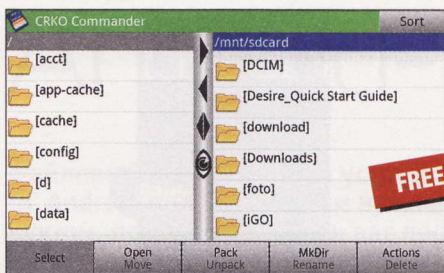 CRKO Commander
Sort
/
/mnt/sdcard
[acct]
[app-cache]
[cache]
[config]
[d]
[data]
[DCIM]
[Desire_Quick Start Guide]
[download]
[Downloads]
[foto]
[iGO]
FREE
Select
Open
Move
Pack
Unpack
MkDir
Rename
Actions
Delete